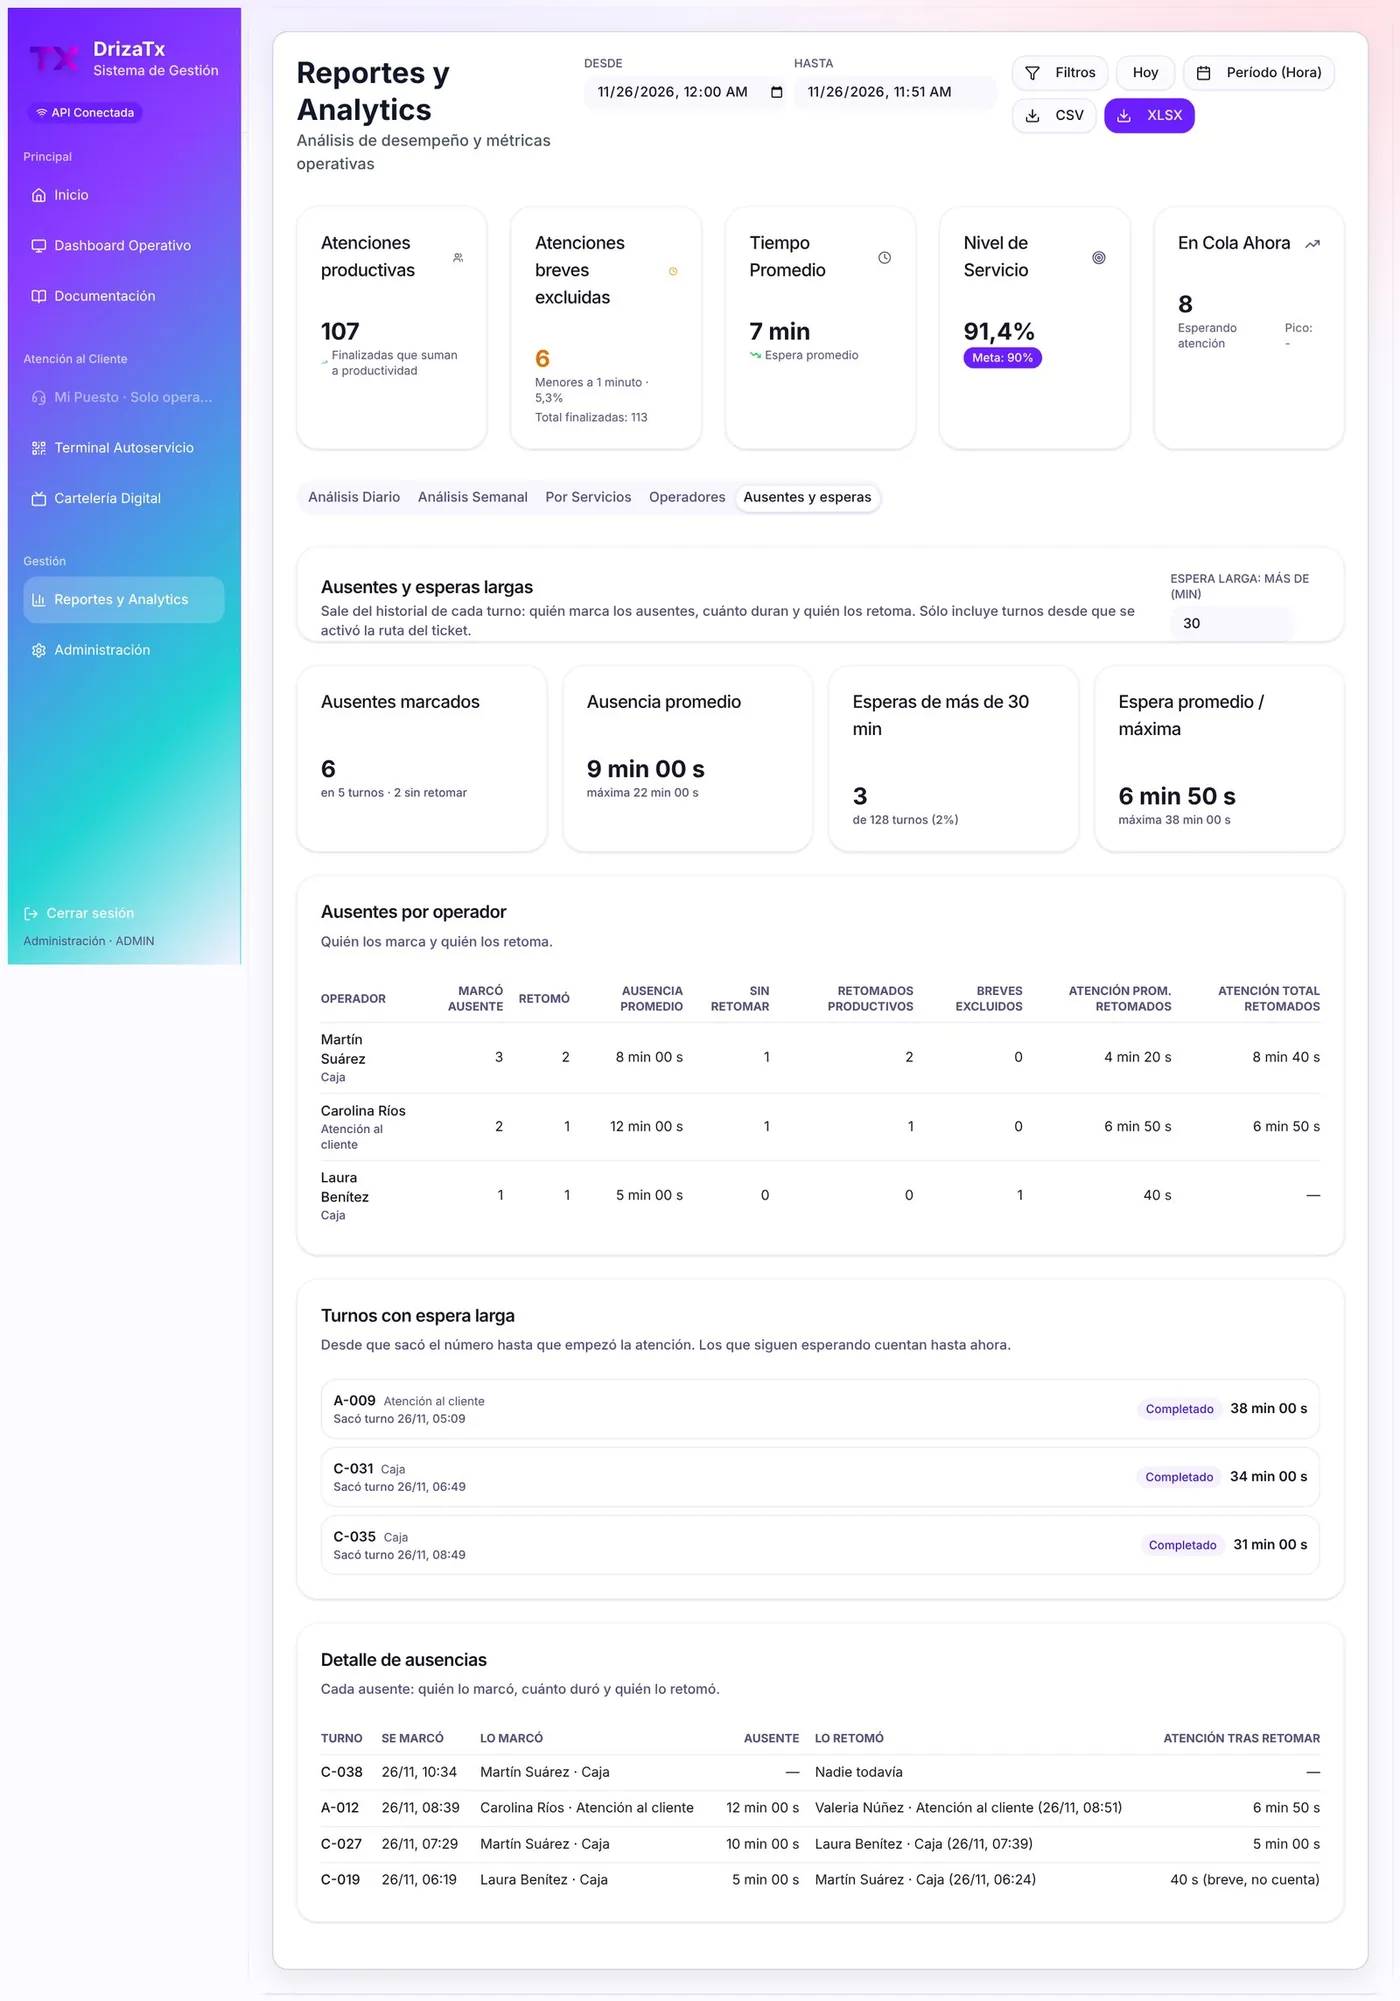 TX
DrizaTx
Sistema de Gestión
API Conectada
Principal
Inicio
Dashboard Operativo
Documentación
Atención al Cliente
Mi Puesto · Solo opera...
Terminal Autoservicio
Cartelería Digital
Gestión
Reportes y Analytics
Administración
Cerrar sesión
Administración · ADMIN
Reportes y
Analytics
Análisis de desempeño y métricas
operativas
DESDE
11/26/2026, 12:00 AM
HASTA
11/26/2026, 11:51 AM
Filtros
Hoy
Período (Hora)
CSV
XLSX
Atenciones
productivas
107
Finalizadas que suman
a productividad
Atenciones
breves
excluidas
6
Menores a 1 minuto ·
5,3%
Total finalizadas: 113
Tiempo
Promedio
7 min
Espera promedio
Nivel de
Servicio
91,4%
Meta: 90%
En Cola Ahora
8
Esperando
atención
Pico:
-
Análisis Diario
Análisis Semanal
Por Servicios
Operadores
Ausentes y esperas
Ausentes y esperas largas
Sale del historial de cada turno: quién marca los ausentes, cuánto duran y quién los retoma. Sólo incluye turnos desde que se
activó la ruta del ticket.
ESPERA LARGA: MÁS DE
(MIN)
30
Ausentes marcados
6
en 5 turnos · 2 sin retomar
Ausencia promedio
9 min 00 s
máxima 22 min 00 s
Esperas de más de 30
min
3
de 128 turnos (2%)
Espera promedio /
máxima
6 min 50 s
máxima 38 min 00 s
Ausentes por operador
Quién los marca y quién los retoma.
OPERADOR MARCÓ AUSENTE RETOMÓ AUSENCIA PROMEDIO SIN RETOMAR RETOMADOS PRODUCTIVOS BREVES EXCLUIDOS ATENCIÓN PROM. RETOMADOS ATENCIÓN TOTAL RETOMADOS
Martín
Suárez
Caja
3 2 8 min 00 s 1 2 0 4 min 20 s 8 min 40 s
Carolina Ríos
Atención al
cliente
2 1 12 min 00 s 1 1 0 6 min 50 s 6 min 50 s
Laura
Benítez
Caja
1 1 5 min 00 s 0 0 1 40 s —
Turnos con espera larga
Desde que sacó el número hasta que empezó la atención. Los que siguen esperando cuentan hasta ahora.
A-009 Atención al cliente
Sacó turno 26/11, 05:09
Completado 38 min 00 s
C-031 Caja
Sacó turno 26/11, 06:49
Completado 34 min 00 s
C-035 Caja
Sacó turno 26/11, 08:49
Completado 31 min 00 s
Detalle de ausencias
Cada ausente: quién lo marcó, cuánto duró y quién lo retomó.
TURNO SE MARCÓ LO MARCÓ AUSENTE LO RETOMÓ ATENCIÓN TRAS RETOMAR
C-038 26/11, 10:34 Martín Suárez · Caja — Nadie todavía —
A-012 26/11, 08:39 Carolina Ríos · Atención al cliente 12 min 00 s Valeria Núñez · Atención al cliente (26/11, 08:51) 6 min 50 s
C-027 26/11, 07:29 Martín Suárez · Caja 10 min 00 s Laura Benítez · Caja (26/11, 07:39) 5 min 00 s
C-019 26/11, 06:19 Laura Benítez · Caja 5 min 00 s Martín Suárez · Caja (26/11, 06:24) 40 s (breve, no cuenta)